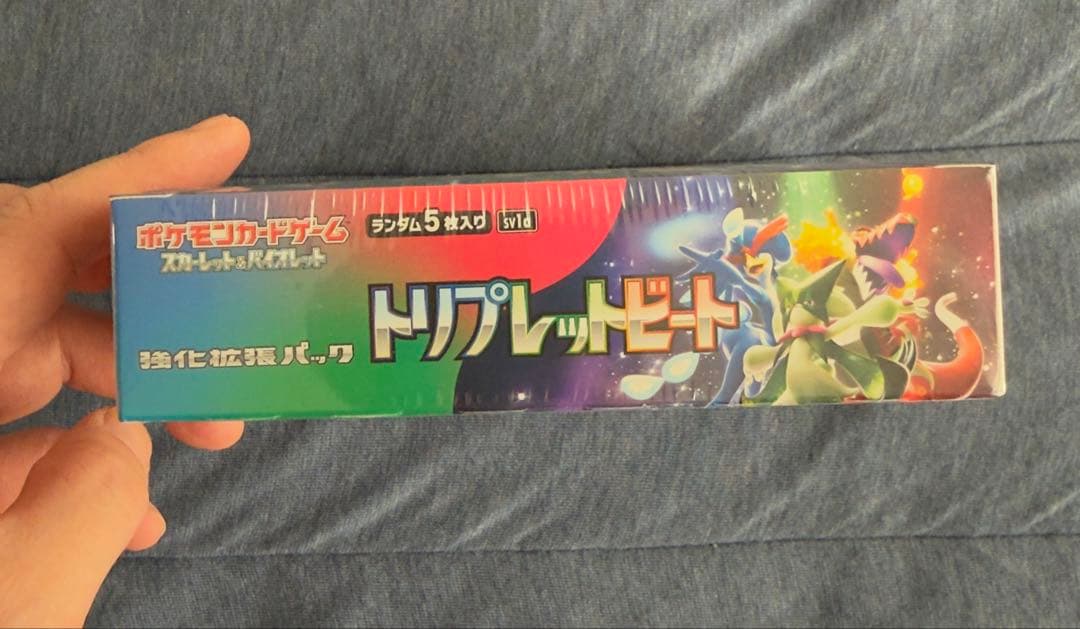 ポケモンカードゲーム
スカーレット&バイオレット
ランダム5枚入り
sv1a
強化拡張パック
トリプレットビート